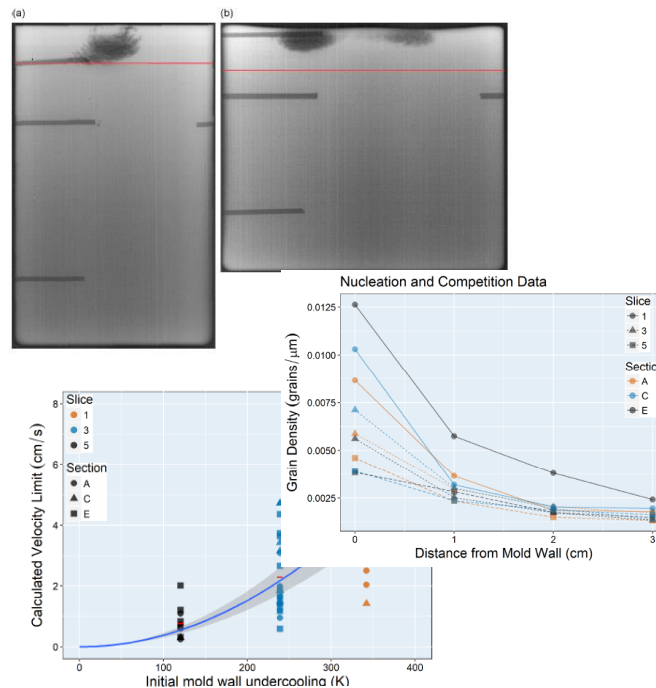 (a)
(b)
Nucleation and Competition Data
Grain Density (grains/μm)
0.0125
0.0100
0.0075
0.0050
0.0025
0
1
2
3
Distance from Mold Wall (cm)
Slice
1
3
5
Section
A
C
E
Calculated Velocity Limit (cm/s)
8
6
4
2
0
0
100
200
300
400
Initial mold wall undercooling (K)
Slice
1
3
5
Section
A
C
E